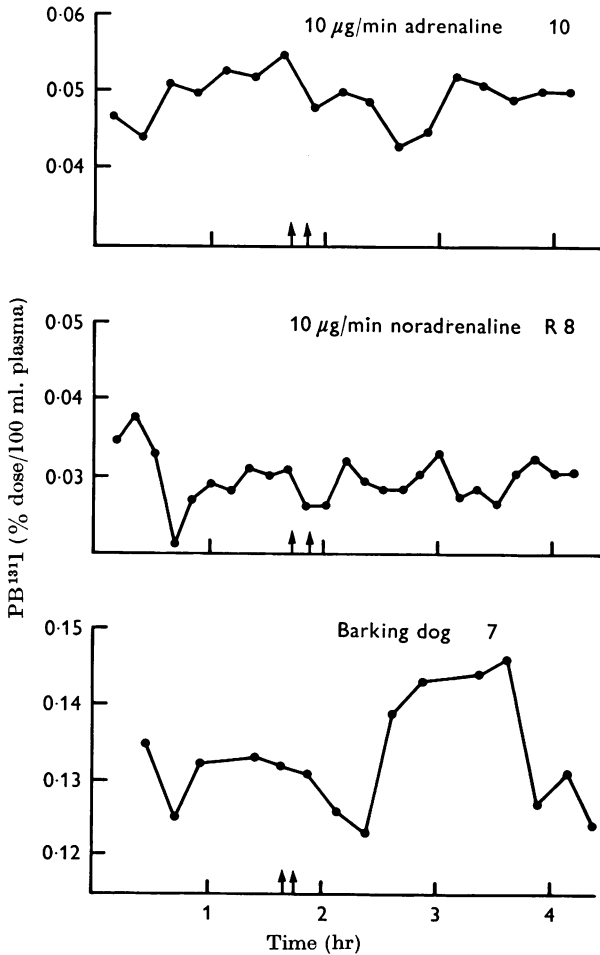 0·06
10 μg/min adrenaline 10
0·05
0·04
0·05
10 μg/min noradrenaline R 8
0·04
0·03
PB¹³¹I (% dose/100 ml. plasma)
0·15
Barking dog 7
0·14
0·13
0·12
1 2 3 4
Time (hr)